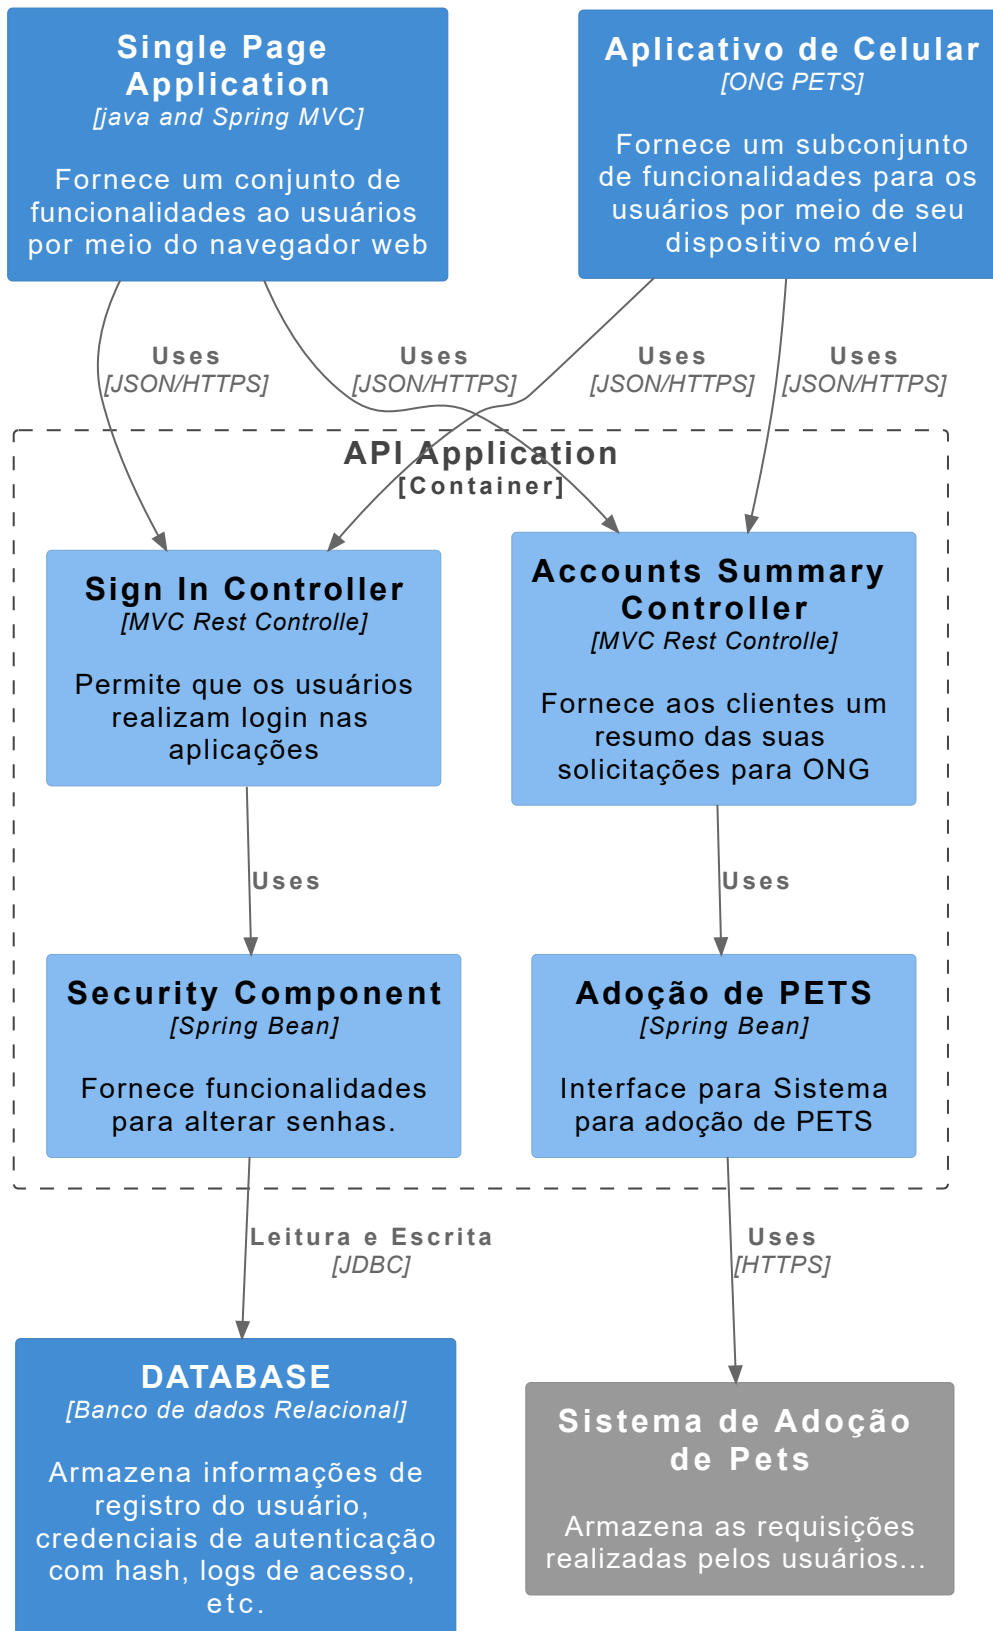 Single Page
Application
[java and Spring MVC]
Fornece um conjunto de
funcionalidades ao usuários
por meio do navegador web
Aplicativo de Celular
[ONG PETS]
Fornece um subconjunto
de funcionalidades para os
usuários por meio de seu
dispositivo móvel
Uses
[JSON/HTTPS]
Uses
[JSON/HTTPS]
Uses
[JSON/HTTPS]
Uses
[JSON/HTTPS]
API Application
[Container]
Sign In Controller
[MVC Rest Controlle]
Permite que os usuários
realizam login nas
aplicações
Accounts Summary
Controller
[MVC Rest Controlle]
Fornece aos clientes um
resumo das suas
solicitações para ONG
Uses
Uses
Security Component
[Spring Bean]
Fornece funcionalidades
para alterar senhas.
Adoção de PETS
[Spring Bean]
Interface para Sistema
para adoção de PETS
Leitura e Escrita
[JDBC]
Uses
[HTTPS]
DATABASE
[Banco de dados Relacional]
Armazena informações de
registro do usuário,
credenciais de autenticação
com hash, logs de acesso,
etc.
Sistema de Adoção
de Pets
Armazena as requisições
realizadas pelos usuários...